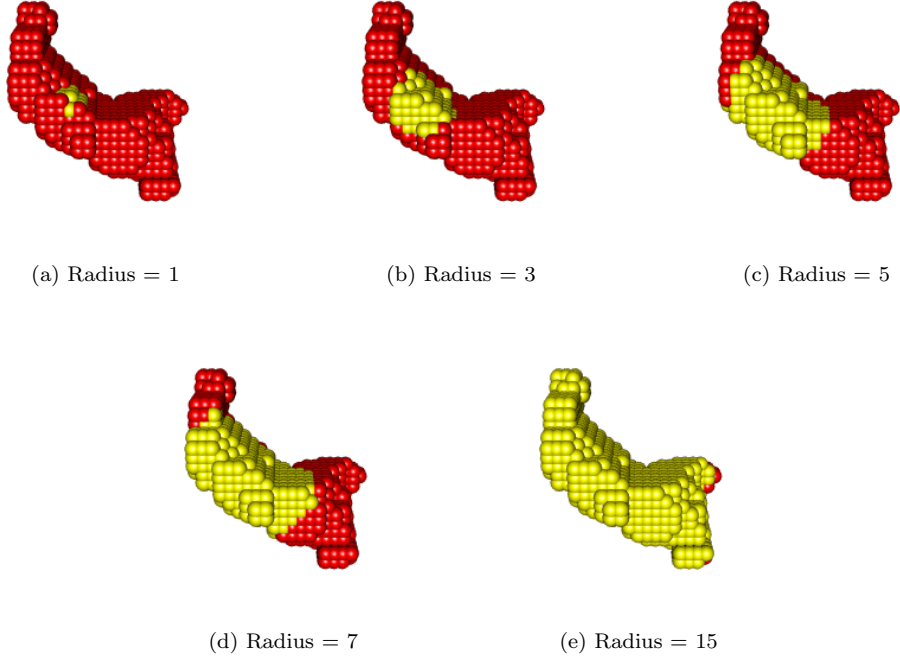 (a) Radius = 1
(b) Radius = 3
(c) Radius = 5
(d) Radius = 7
(e) Radius = 15